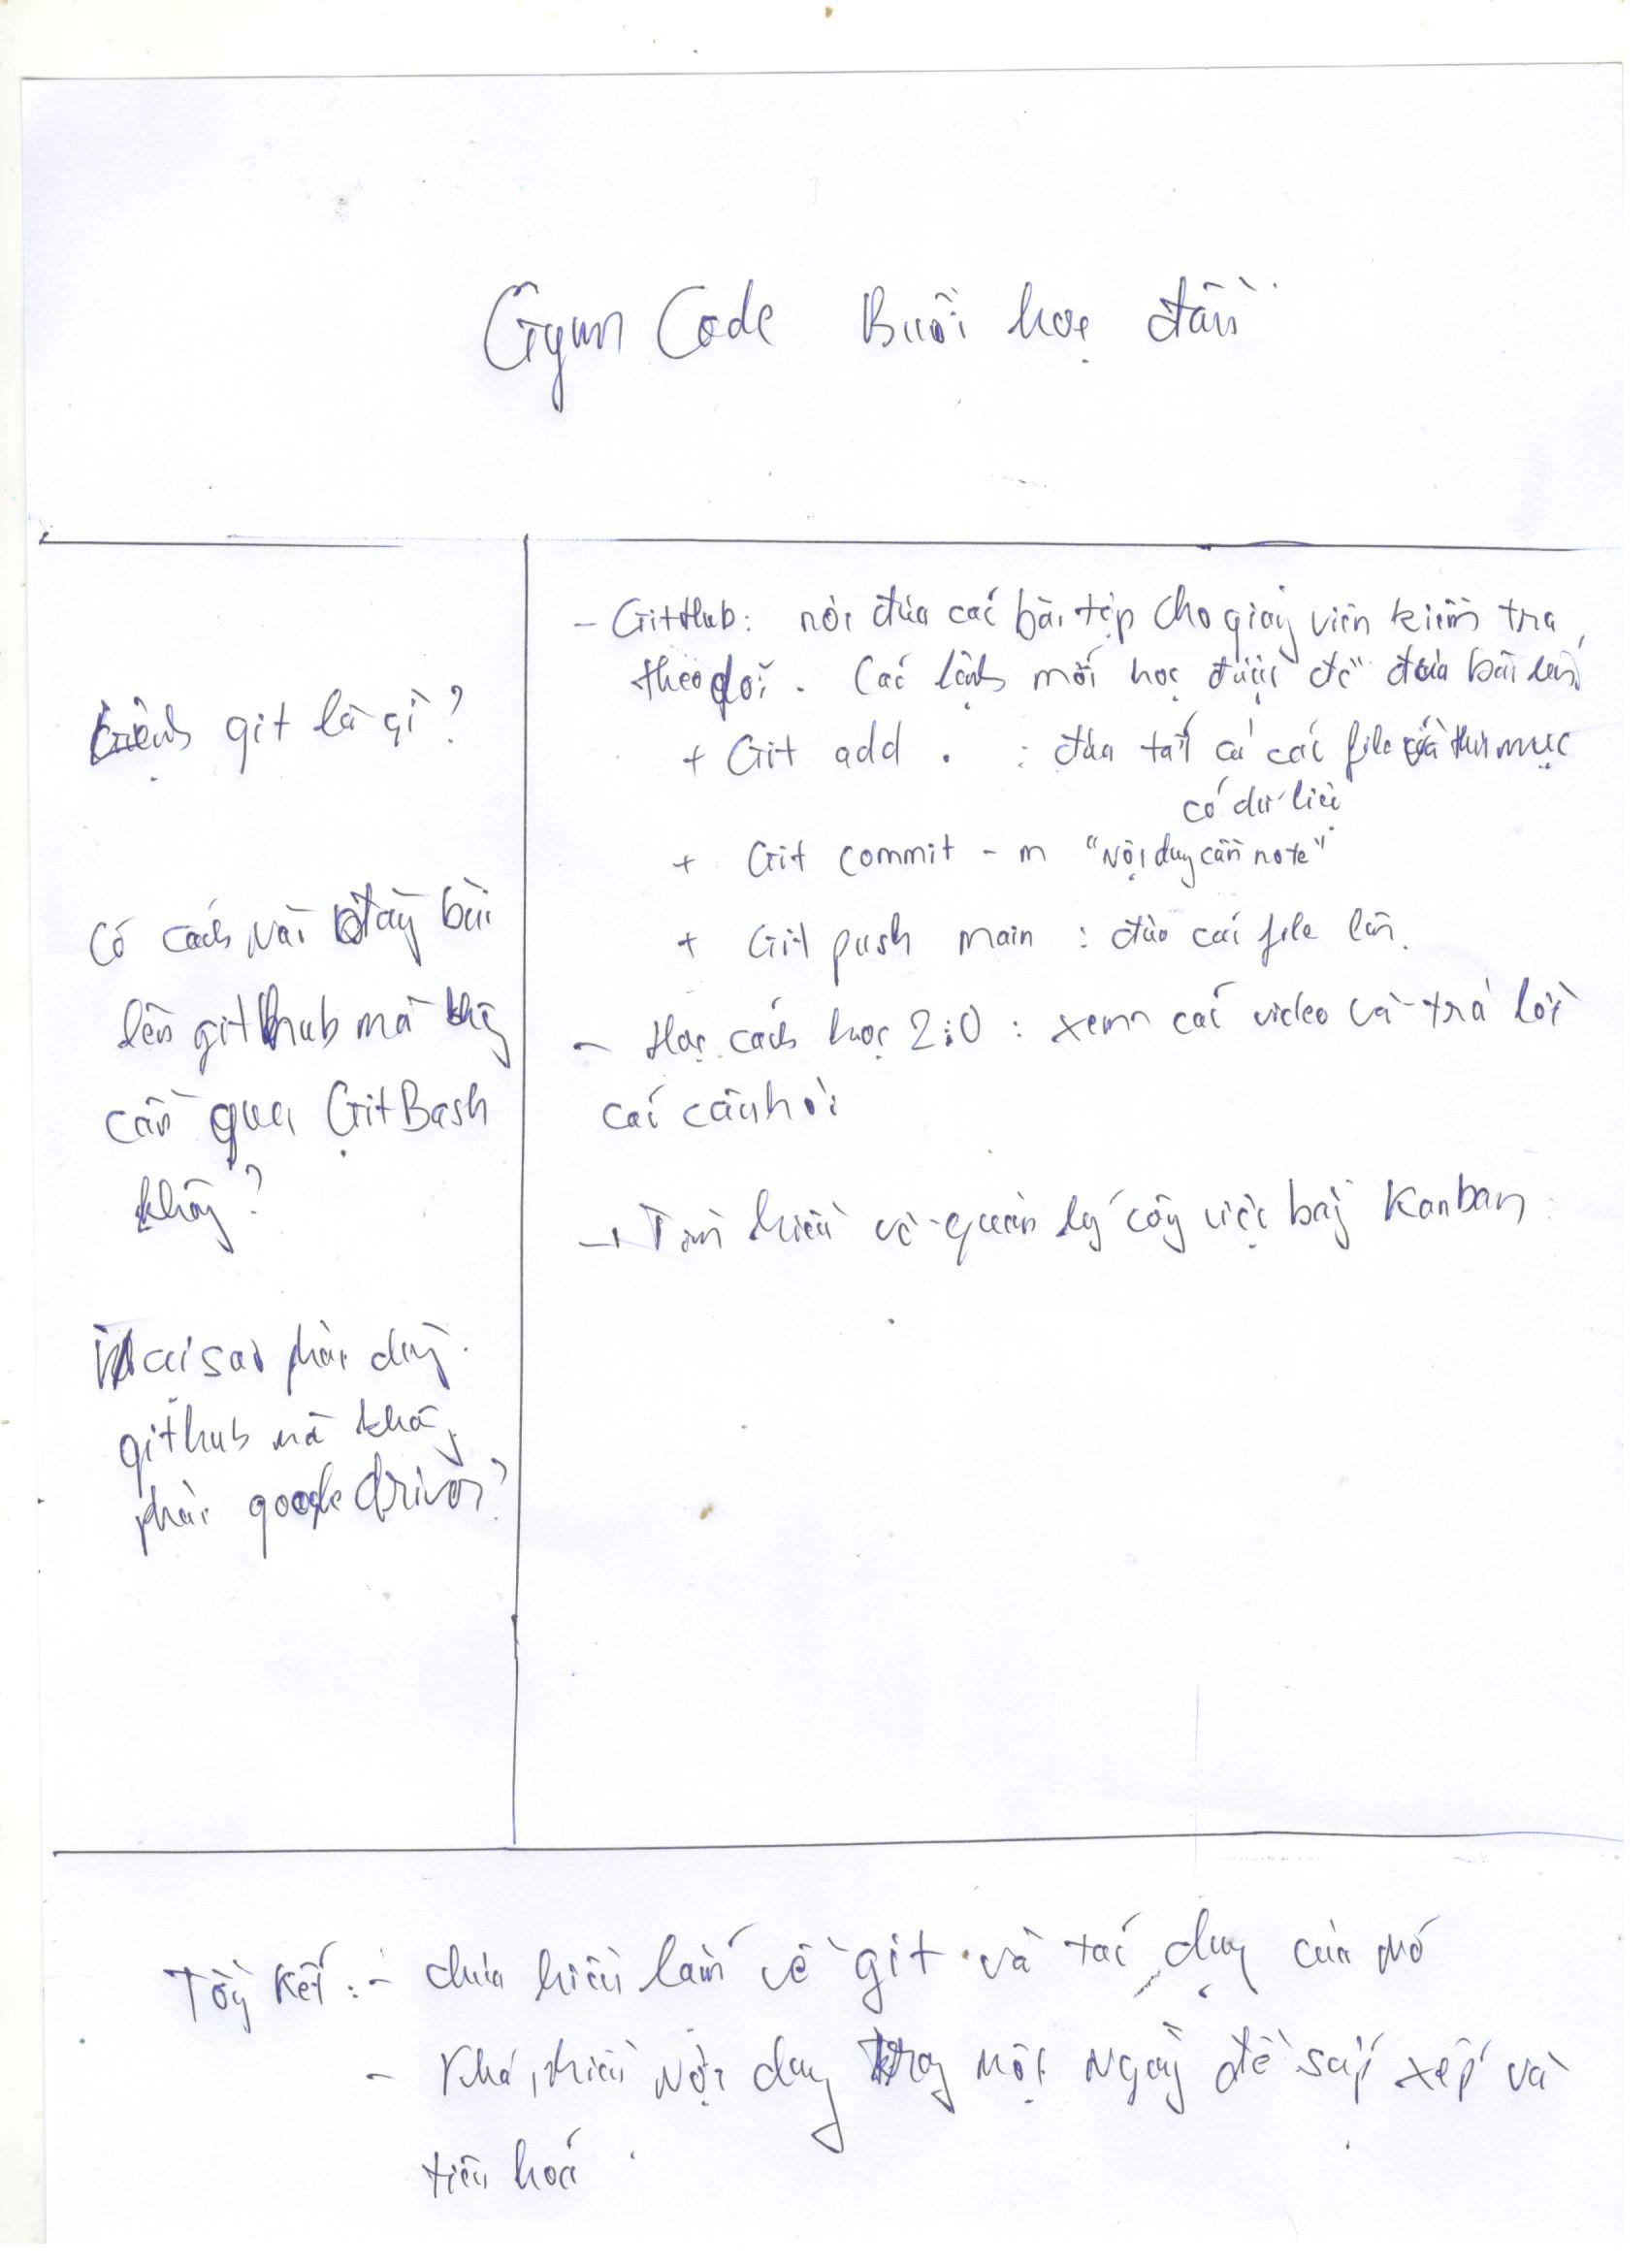 Gym Code Buổi học đầu
Lệnh git là gì?
Có cách nào đẩy bài
lên github mà không
cần qua GitBash
không?
Tại sao phải dùng
github mà không
phải google driver?
- GitHub: nơi đưa các bài tập cho giảng viên kiểm tra,
theo dõi. Các lệnh mới học được để đưa bài lên
+ Git add . : đưa tất cả các file của thư mục
có dữ liệu
+ Git commit - m "Nội dung cần note"
+ Git push main : đưa các file lên.
- Học cách học 2.0 : xem các video và trả lời
các câu hỏi
- Tìm hiểu về quản lý công việc bằng Kanban
Tổng kết: - chưa hiểu lắm về git và tác dụng của nó
- Khá nhiều nội dung trong một ngày để sắp xếp và
tiêu hoá